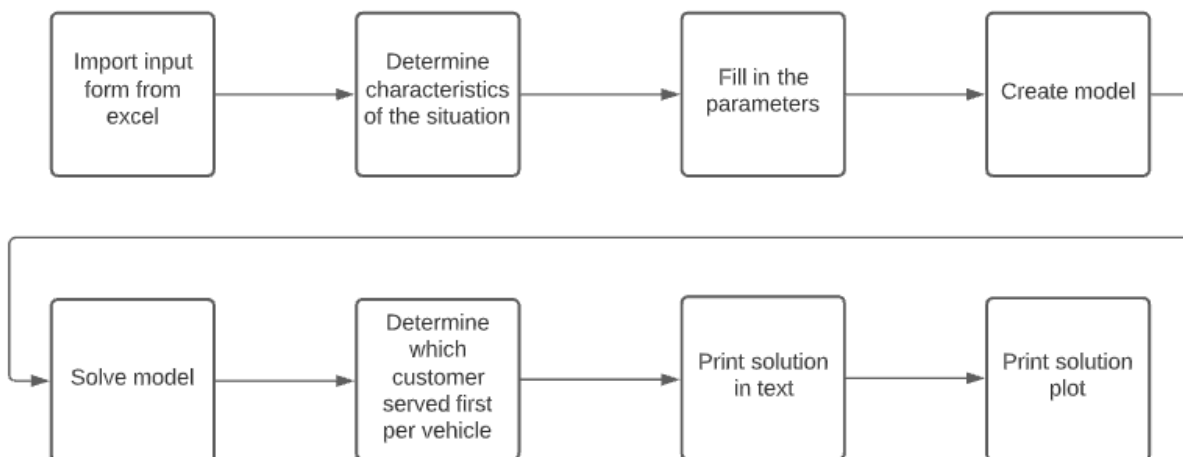 Import input
form from
excel
Determine
characteristics
of the situation
Fill in the
parameters
Create model
Solve model
Determine
which
customer
served first
per vehicle
Print solution
in text
Print solution
plot